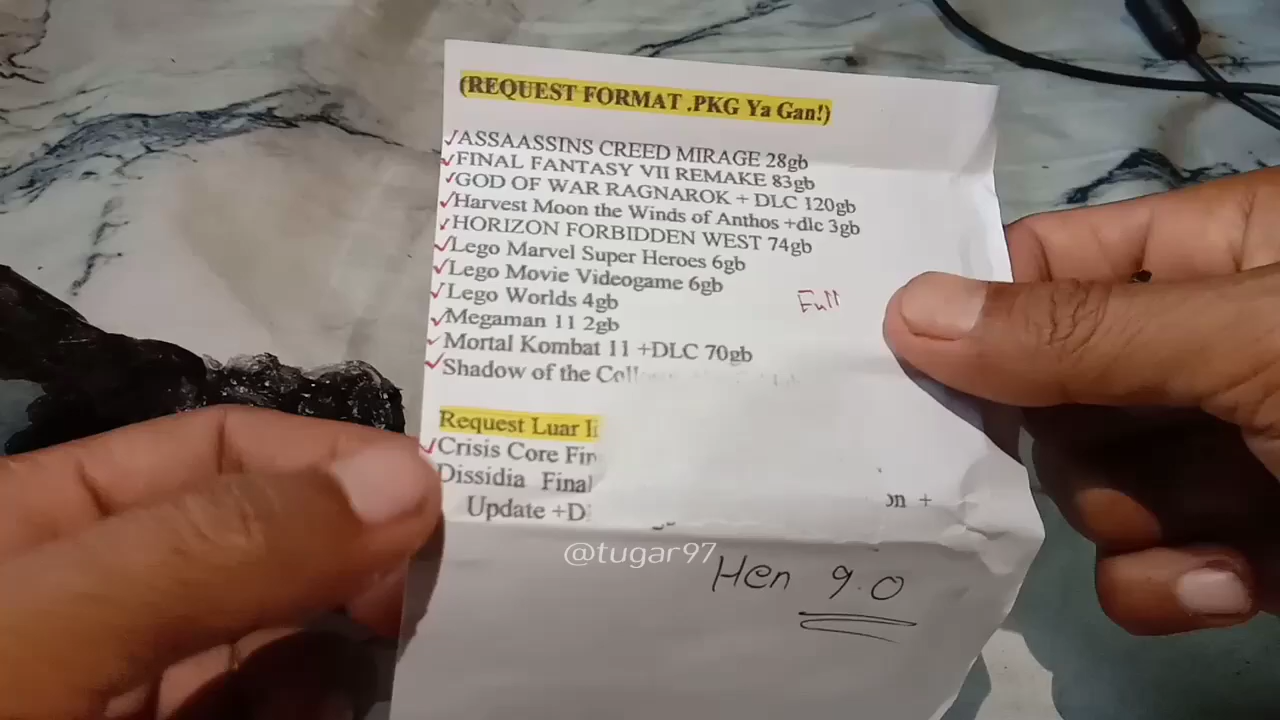 (REQUEST FORMAT .PKG Ya Gan!)
✓ASSAASSINS CREED MIRAGE 28gb
✓FINAL FANTASY VII REMAKE 83gb
✓GOD OF WAR RAGNAROK + DLC 120gb
✓Harvest Moon the Winds of Anthos +dlc 3gb
✓HORIZON FORBIDDEN WEST 74gb
✓Lego Marvel Super Heroes 6gb
✓Lego Movie Videogame 6gb
✓Lego Worlds 4gb
Full
✓Megaman 11 2gb
✓Mortal Kombat 11 +DLC 70gb
✓Shadow of the
Request Luar
✓Crisis Core
Dissidia Final
+
Update
@tugar97
Hen 9.0